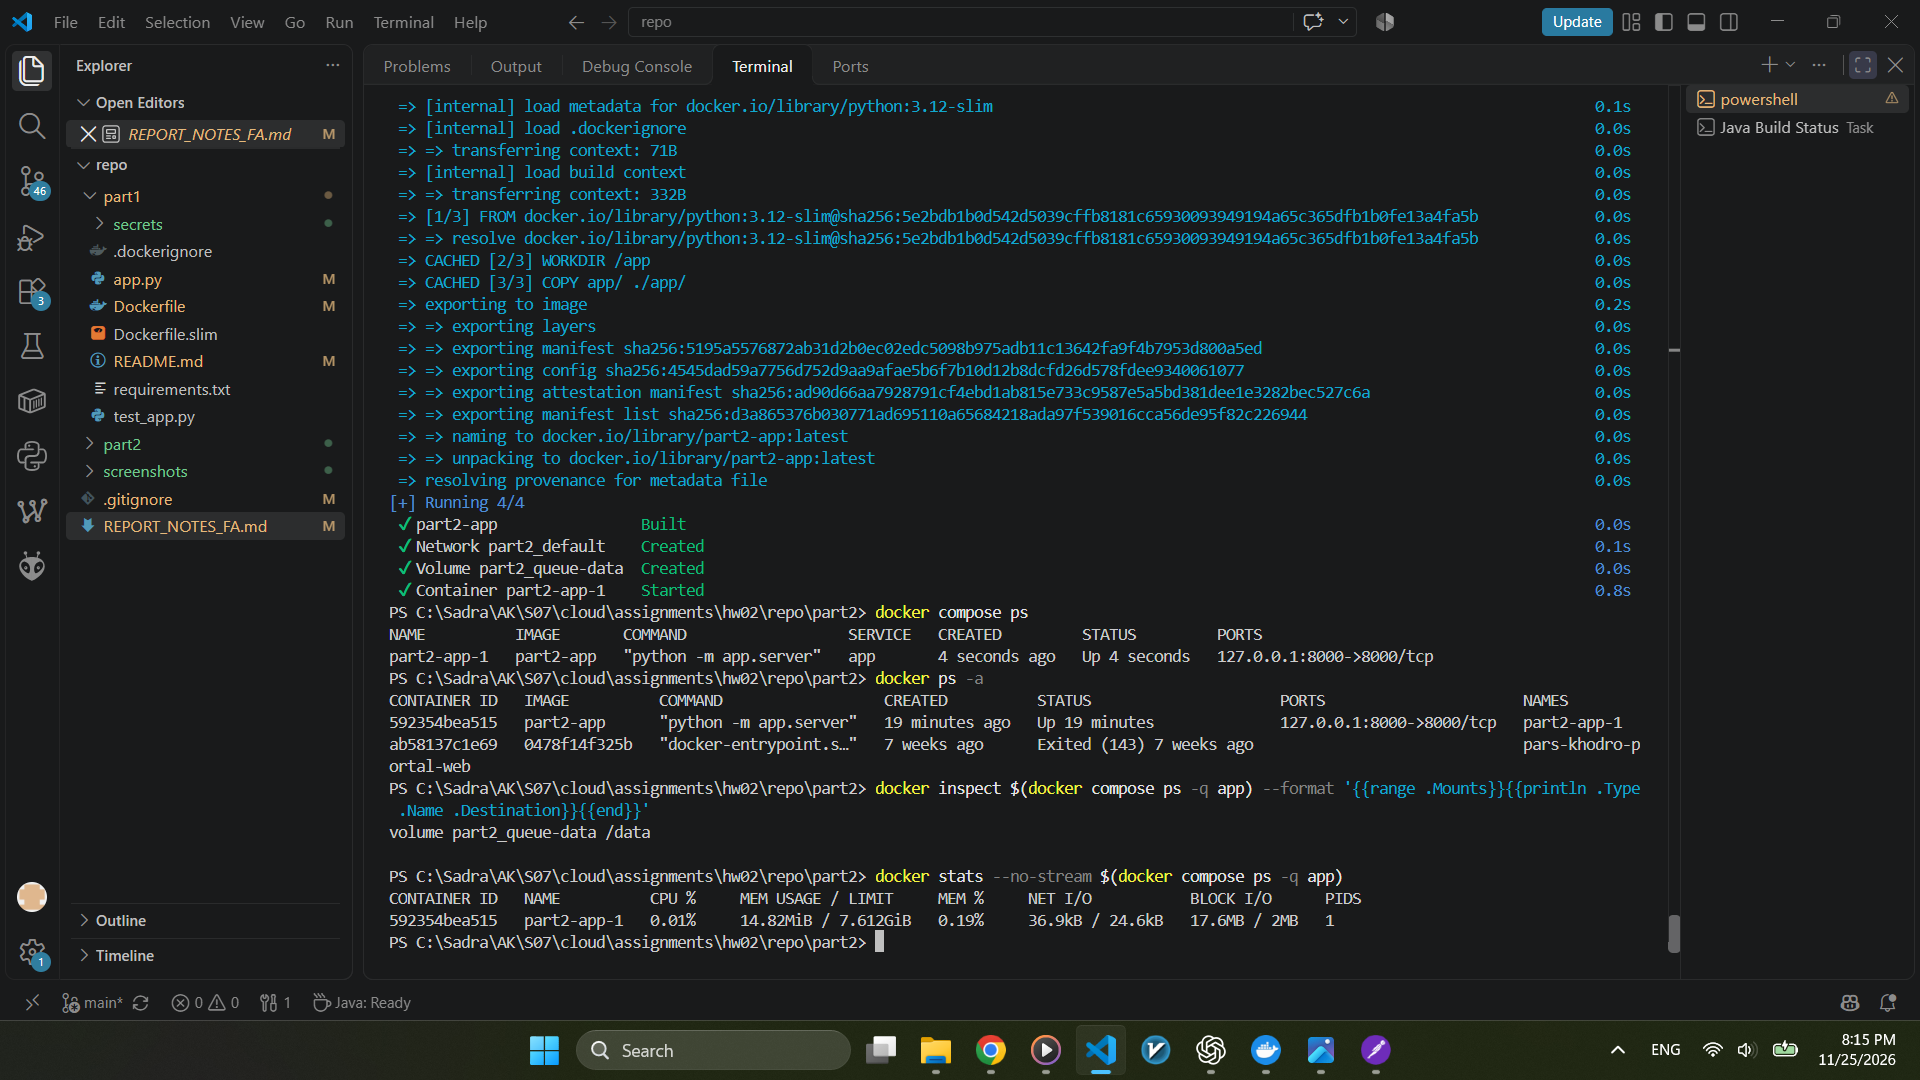 File Edit Selection View Go Run Terminal Help
repo
Update
Explorer
Open Editors
REPORT_NOTES_FA.md M
repo
part1
secrets
.dockerignore
app.py M
Dockerfile M
Dockerfile.slim
README.md M
requirements.txt
test_app.py
part2
screenshots
.gitignore M
REPORT_NOTES_FA.md M
Outline
Timeline
46
3
1
Problems Output Debug Console Terminal Ports
powershell
Java Build Status Task
=> [internal] load metadata for docker.io/library/python:3.12-slim 0.1s
=> [internal] load .dockerignore 0.0s
=> => transferring context: 71B 0.0s
=> [internal] load build context 0.0s
=> => transferring context: 332B 0.0s
=> [1/3] FROM docker.io/library/python:3.12-slim@sha256:5e2bdb1b0d542d5039cffb8181c65930093949194a65c365dfb1b0fe13a4fa5b 0.0s
=> => resolve docker.io/library/python:3.12-slim@sha256:5e2bdb1b0d542d5039cffb8181c65930093949194a65c365dfb1b0fe13a4fa5b 0.0s
=> CACHED [2/3] WORKDIR /app 0.0s
=> CACHED [3/3] COPY app/ ./app/ 0.0s
=> exporting to image 0.2s
=> => exporting layers 0.0s
=> => exporting manifest sha256:5195a5576872ab31d2b0ec02edc5098b975adb11c13642fa9f4b7953d800a5ed 0.0s
=> => exporting config sha256:4545dad59a7756d752d9aa9afae5b6f7b10d12b8dcfd26d578fdee9340061077 0.0s
=> => exporting attestation manifest sha256:ad90d66aa7928791cf4ebd1ab815e733c9587e5a5bd381dee1e3282bec527c6a 0.0s
=> => exporting manifest list sha256:d3a865376b030771ad695110a65684218ada97f539016cca56de95f82c226944 0.0s
=> => naming to docker.io/library/part2-app:latest 0.0s
=> => unpacking to docker.io/library/part2-app:latest 0.0s
=> resolving provenance for metadata file 0.0s
[+] Running 4/4
✔ part2-app Built 0.0s
✔ Network part2_default Created 0.1s
✔ Volume part2_queue-data Created 0.0s
✔ Container part2-app-1 Started 0.8s
PS C:\Sadra\AK\S07\cloud\assignments\hw02\repo\part2> docker compose ps
NAME IMAGE COMMAND SERVICE CREATED STATUS PORTS
part2-app-1 part2-app "python -m app.server" app 4 seconds ago Up 4 seconds 127.0.0.1:8000->8000/tcp
PS C:\Sadra\AK\S07\cloud\assignments\hw02\repo\part2> docker ps -a
CONTAINER ID IMAGE COMMAND CREATED STATUS PORTS NAMES
592354bea515 part2-app "python -m app.server" 19 minutes ago Up 19 minutes 127.0.0.1:8000->8000/tcp part2-app-1
ab58137c1e69 0478f14f325b "docker-entrypoint.s…" 7 weeks ago Exited (143) 7 weeks ago pars-khodro-p
ortal-web
PS C:\Sadra\AK\S07\cloud\assignments\hw02\repo\part2> docker inspect $(docker compose ps -q app) --format '{{range .Mounts}}{{println .Type
.Name .Destination}}{{end}}'
volume part2_queue-data /data
PS C:\Sadra\AK\S07\cloud\assignments\hw02\repo\part2> docker stats --no-stream $(docker compose ps -q app)
CONTAINER ID NAME CPU % MEM USAGE / LIMIT MEM % NET I/O BLOCK I/O PIDS
592354bea515 part2-app-1 0.01% 14.82MiB / 7.612GiB 0.19% 36.9kB / 24.6kB 17.6MB / 2MB 1
PS C:\Sadra\AK\S07\cloud\assignments\hw02\repo\part2>
main* 0 0 1 Java: Ready
Search
ENG
8:15 PM
11/25/2026